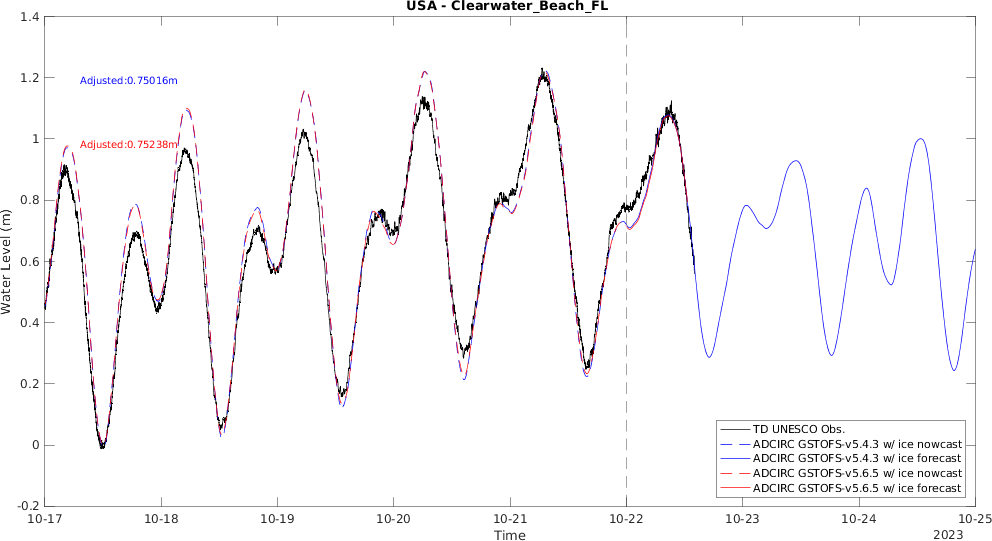 USA - Clearwater_Beach_FL
1.4
1.2
1
0.8
0.6
0.4
0.2
0
-0.2
Water Level (m)
Adjusted:0.75016m
Adjusted:0.75238m
TD UNESCO Obs.
ADCIRC GSTOFS-v5.4.3 w/ ice nowcast
ADCIRC GSTOFS-v5.4.3 w/ ice forecast
ADCIRC GSTOFS-v5.6.5 w/ ice nowcast
ADCIRC GSTOFS-v5.6.5 w/ ice forecast
10-17 10-18 10-19 10-20 10-21 10-22 10-23 10-24 10-25
Time
2023